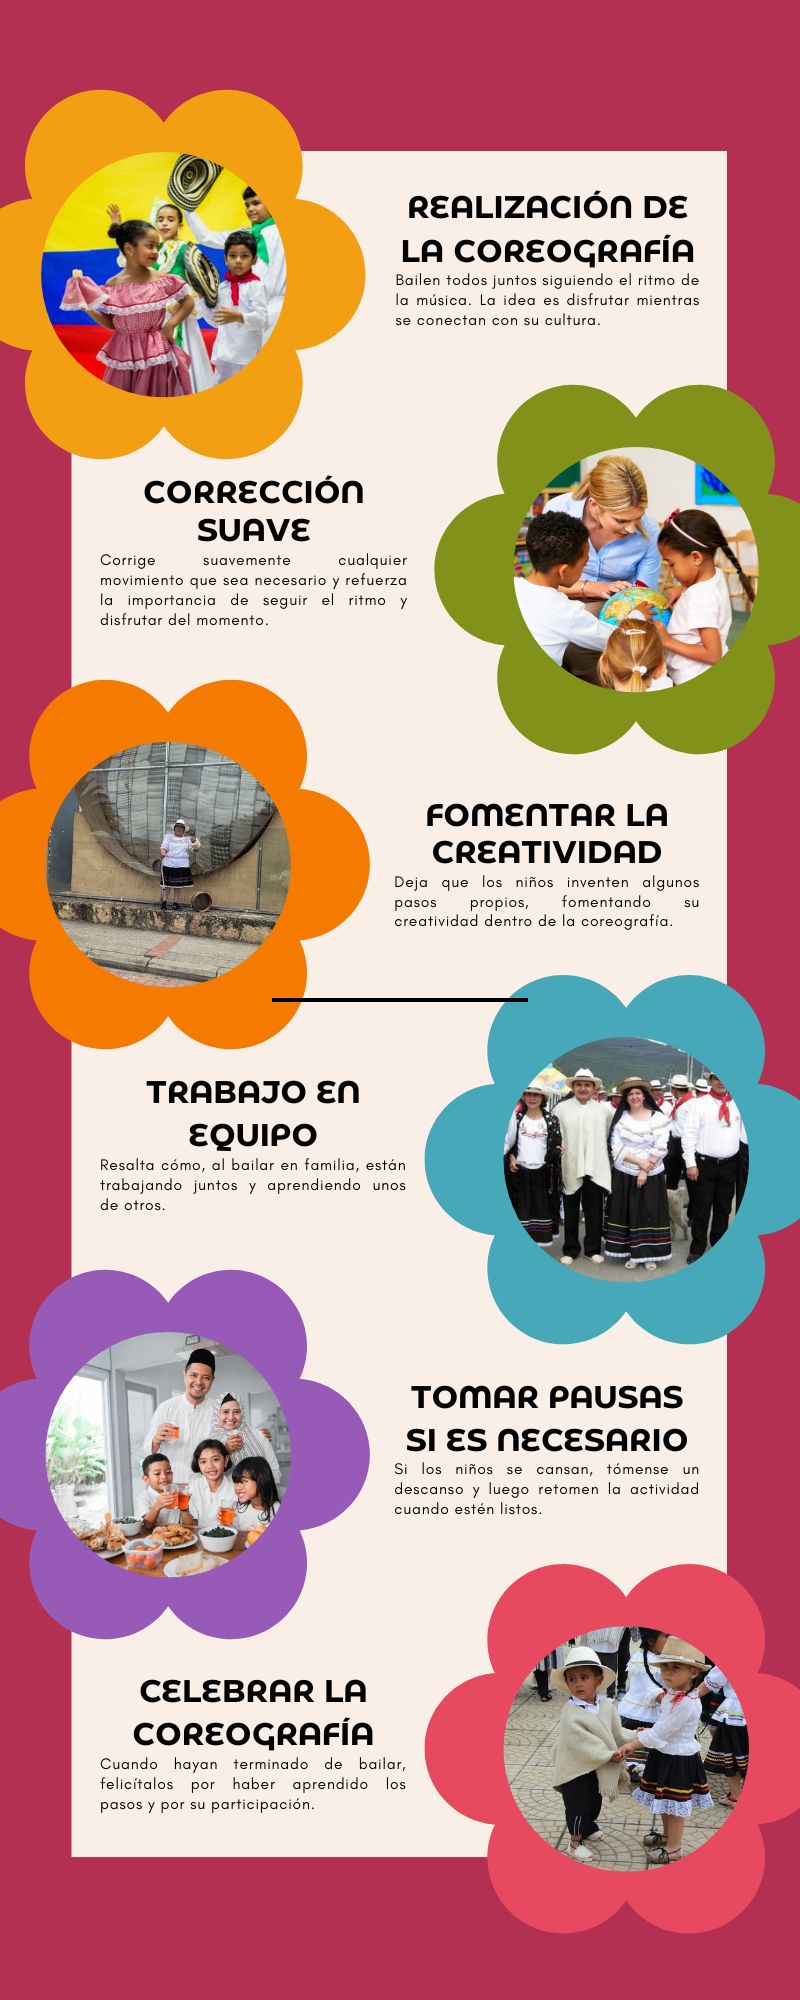 REALIZACIÓN DE
LA COREOGRAFÍA
Bailen todos juntos siguiendo el ritmo de
la música. La idea es disfrutar mientras
se conectan con su cultura.
CORRECCIÓN
SUAVE
Corrige suavemente cualquier
movimiento que sea necesario y refuerza
la importancia de seguir el ritmo y
disfrutar del momento.
FOMENTAR LA
CREATIVIDAD
Deja que los niños inventen algunos
pasos propios, fomentando su
creatividad dentro de la coreografía.
TRABAJO EN
EQUIPO
Resalta cómo, al bailar en familia, están
trabajando juntos y aprendiendo unos
de otros.
TOMAR PAUSAS
SI ES NECESARIO
Si los niños se cansan, tómense un
descanso y luego retomen la actividad
cuando estén listos.
CELEBRAR LA
COREOGRAFÍA
Cuando hayan terminado de bailar,
felicítalos por haber aprendido los
pasos y por su participación.